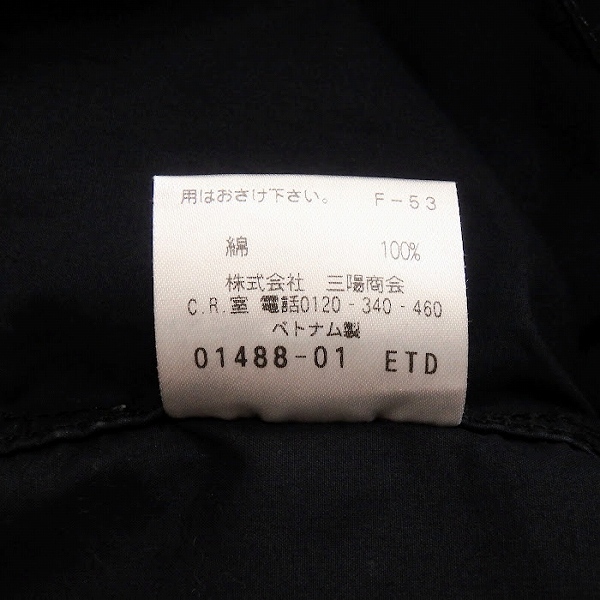 用はおさけ下さい。 F-53
綿 100%
株式会社 三陽商会
C.R.室 電話0120-340-460
ベトナム製
01488-01 ETD